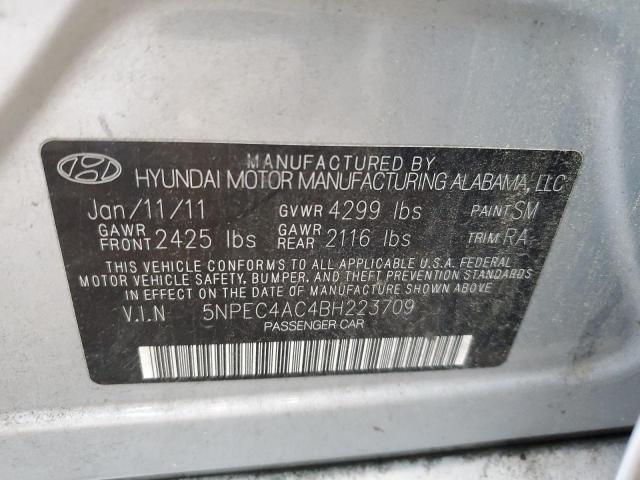 MANUFACTURED BY
HYUNDAI MOTOR MANUFACTURING ALABAMA, LLC
Jan/11/11 GVWR 4299 lbs PAINT SM
GAWR FRONT 2425 lbs GAWR REAR 2116 lbs TRIM RA
THIS VEHICLE CONFORMS TO ALL APPLICABLE U.S.A. FEDERAL
MOTOR VEHICLE SAFETY, BUMPER, AND THEFT PREVENTION STANDARDS
IN EFFECT ON THE DATE OF MANUFACTURE SHOWN ABOVE
V.I.N 5NPEC4AC4BH223709
PASSENGER CAR